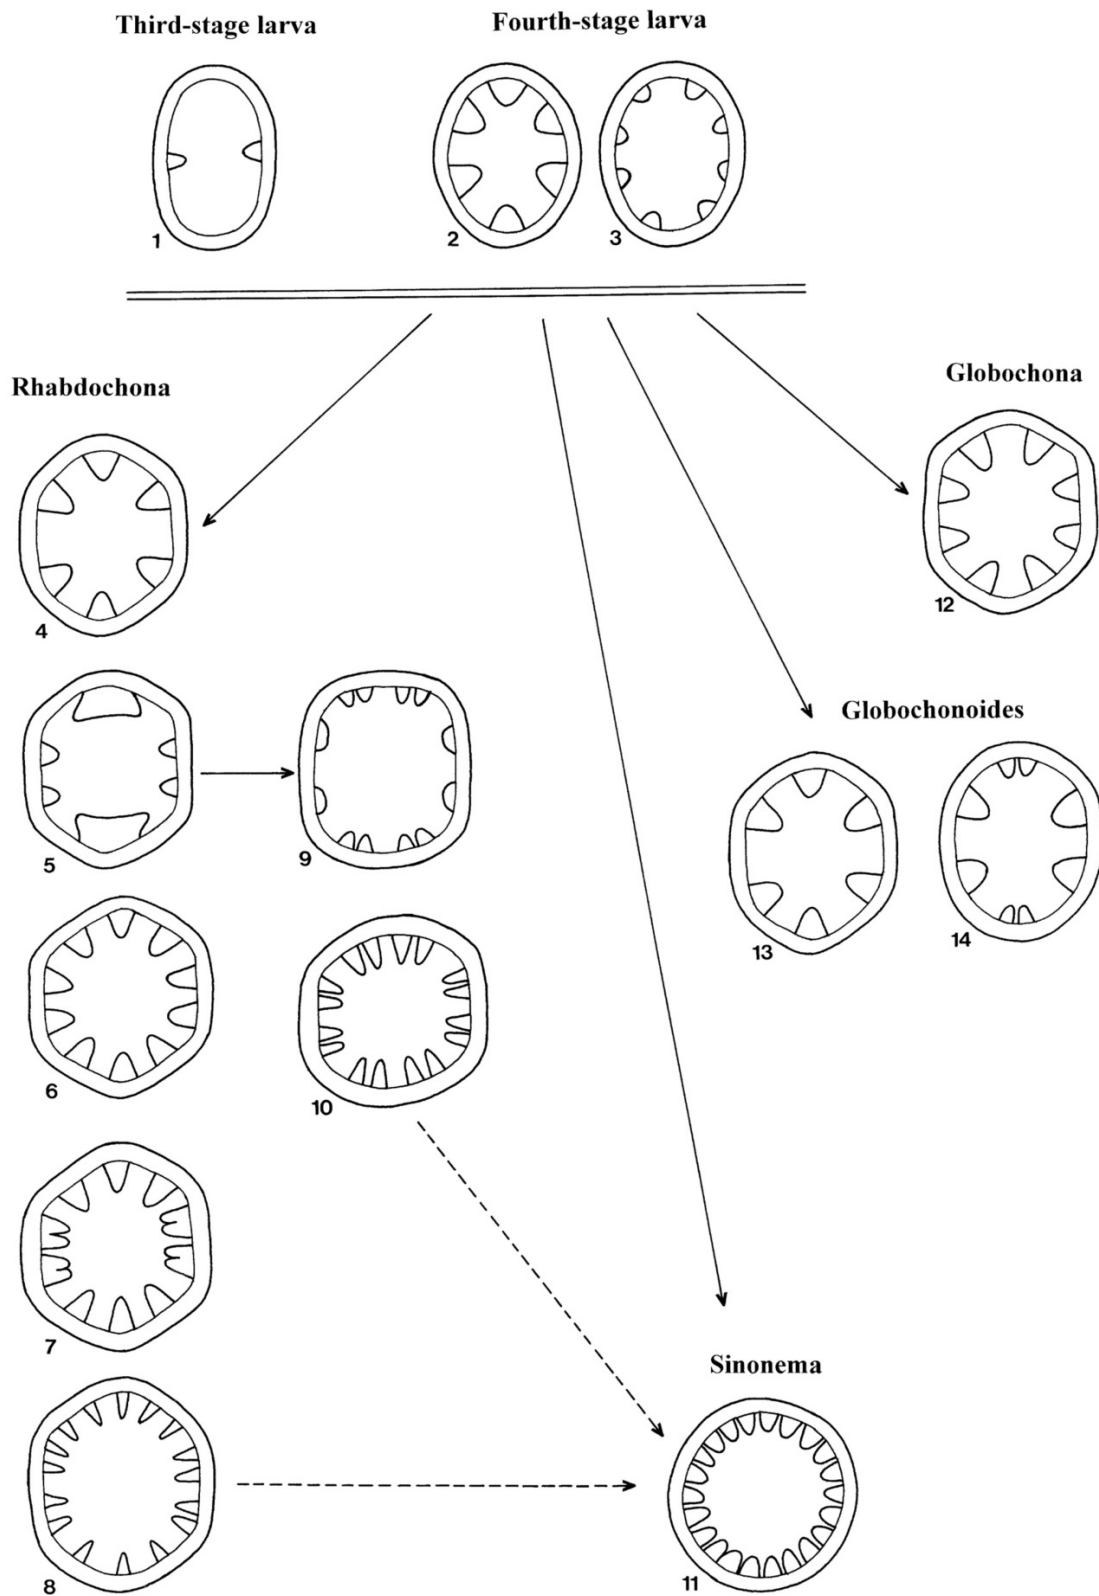 Third-stage larva
Fourth-stage larva
1
2
3
Rhabdochona
Globochona
4
12
Globochonoides
5
9
13
14
6
10
7
Sinonema
8
11